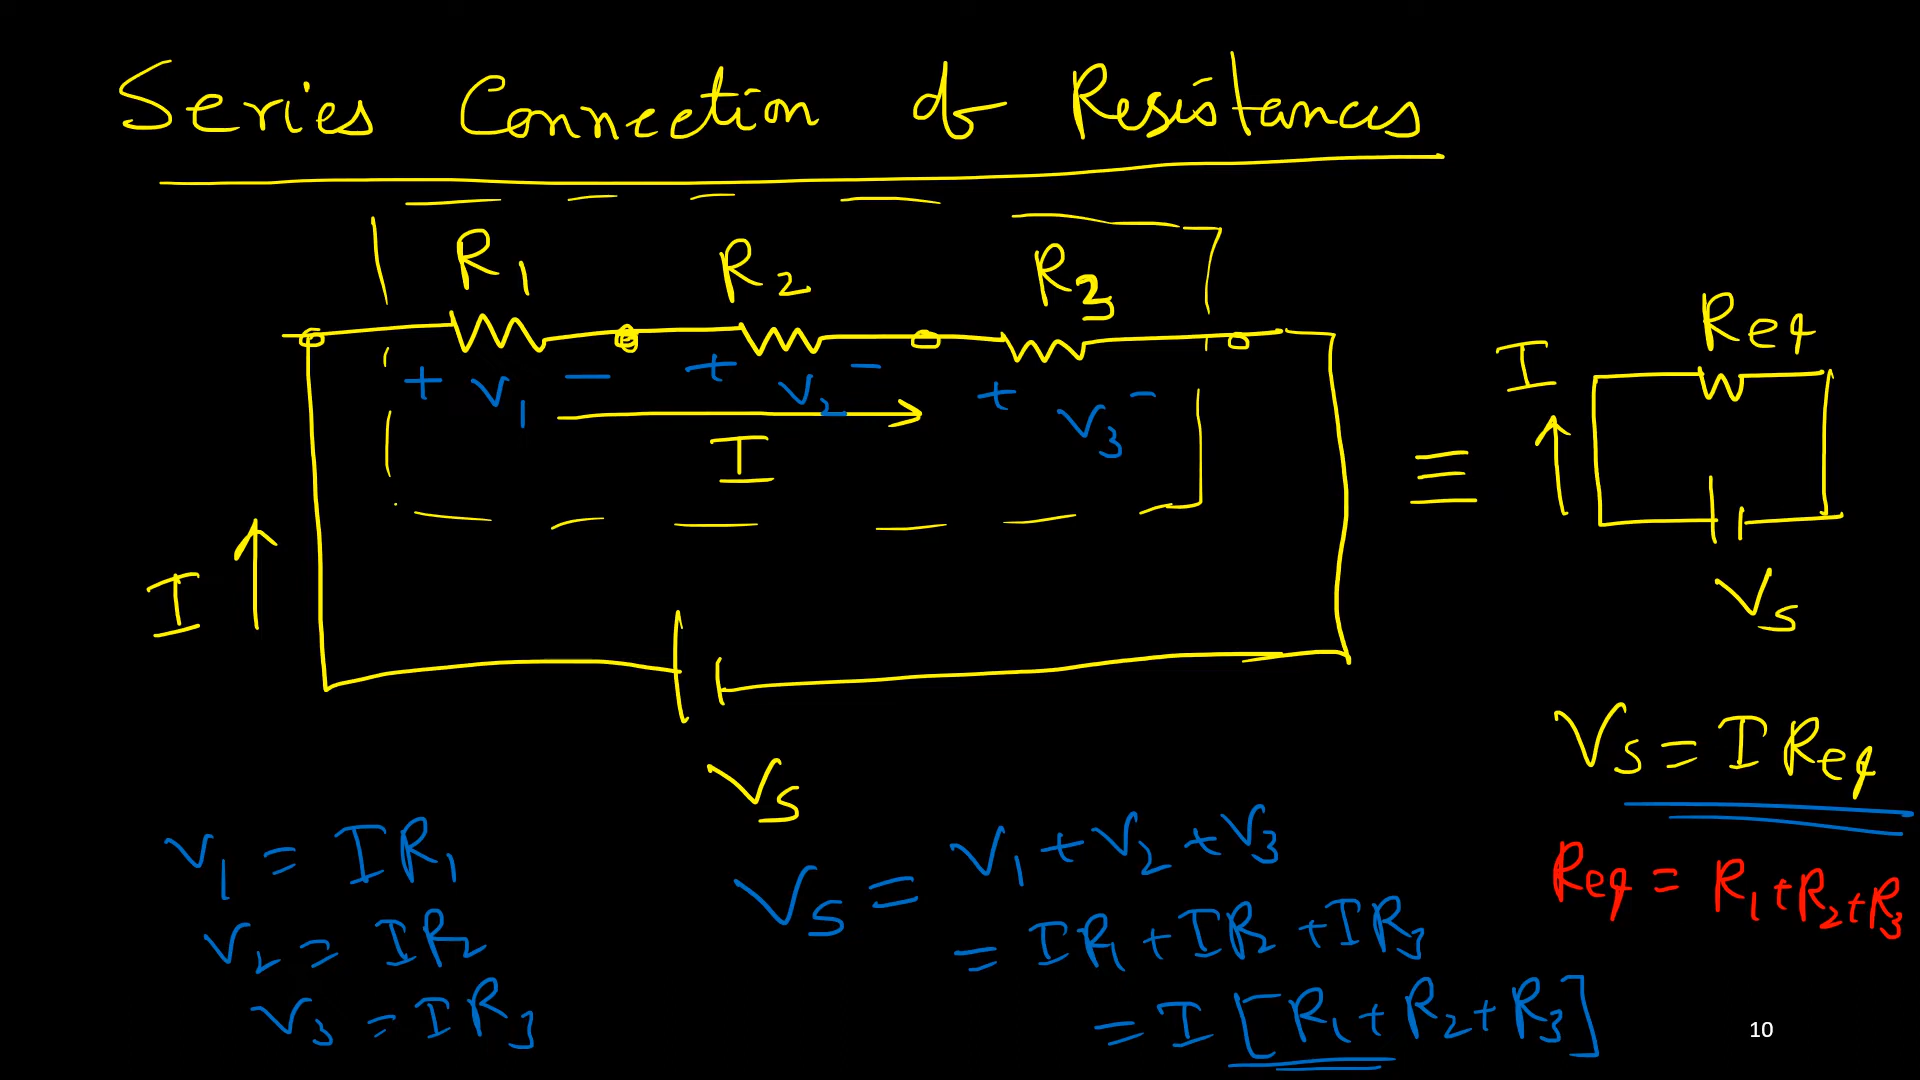 Series Connection of Resistances
R1 R2 R3
+ V1 - + V2 - + V3 -
I
I
Vs
≡
I
Req
Vs
Vs = I Req
Req = R1+R2+R3
V1 = IR1
V2 = IR2
V3 = IR3
Vs = V1+V2+V3
= IR1+IR2+IR3
= I [R1+R2+R3]
10